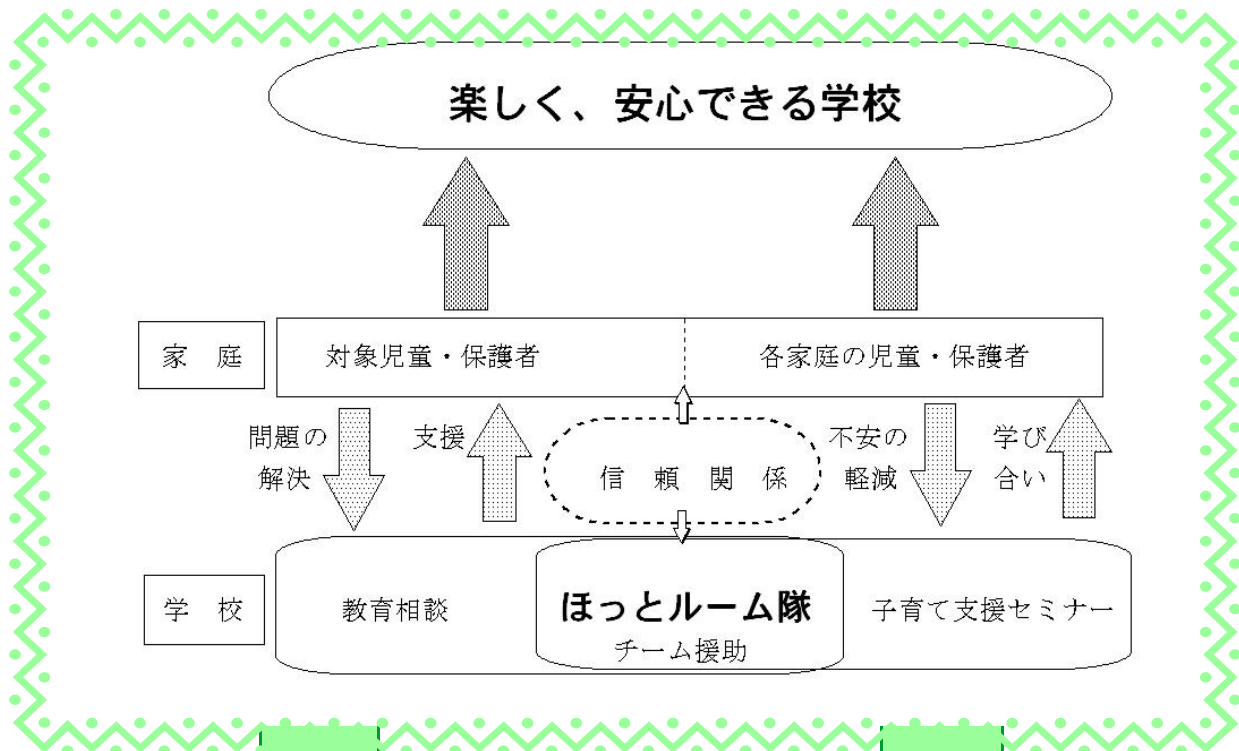 楽しく、安心できる学校
家 庭
対象児童・保護者
各家庭の児童・保護者
問題の
解決
支援
信 頼 関 係
不安の
軽減
学び
合い
学 校
教育相談
ほっとルーム隊
チーム援助
子育て支援セミナー